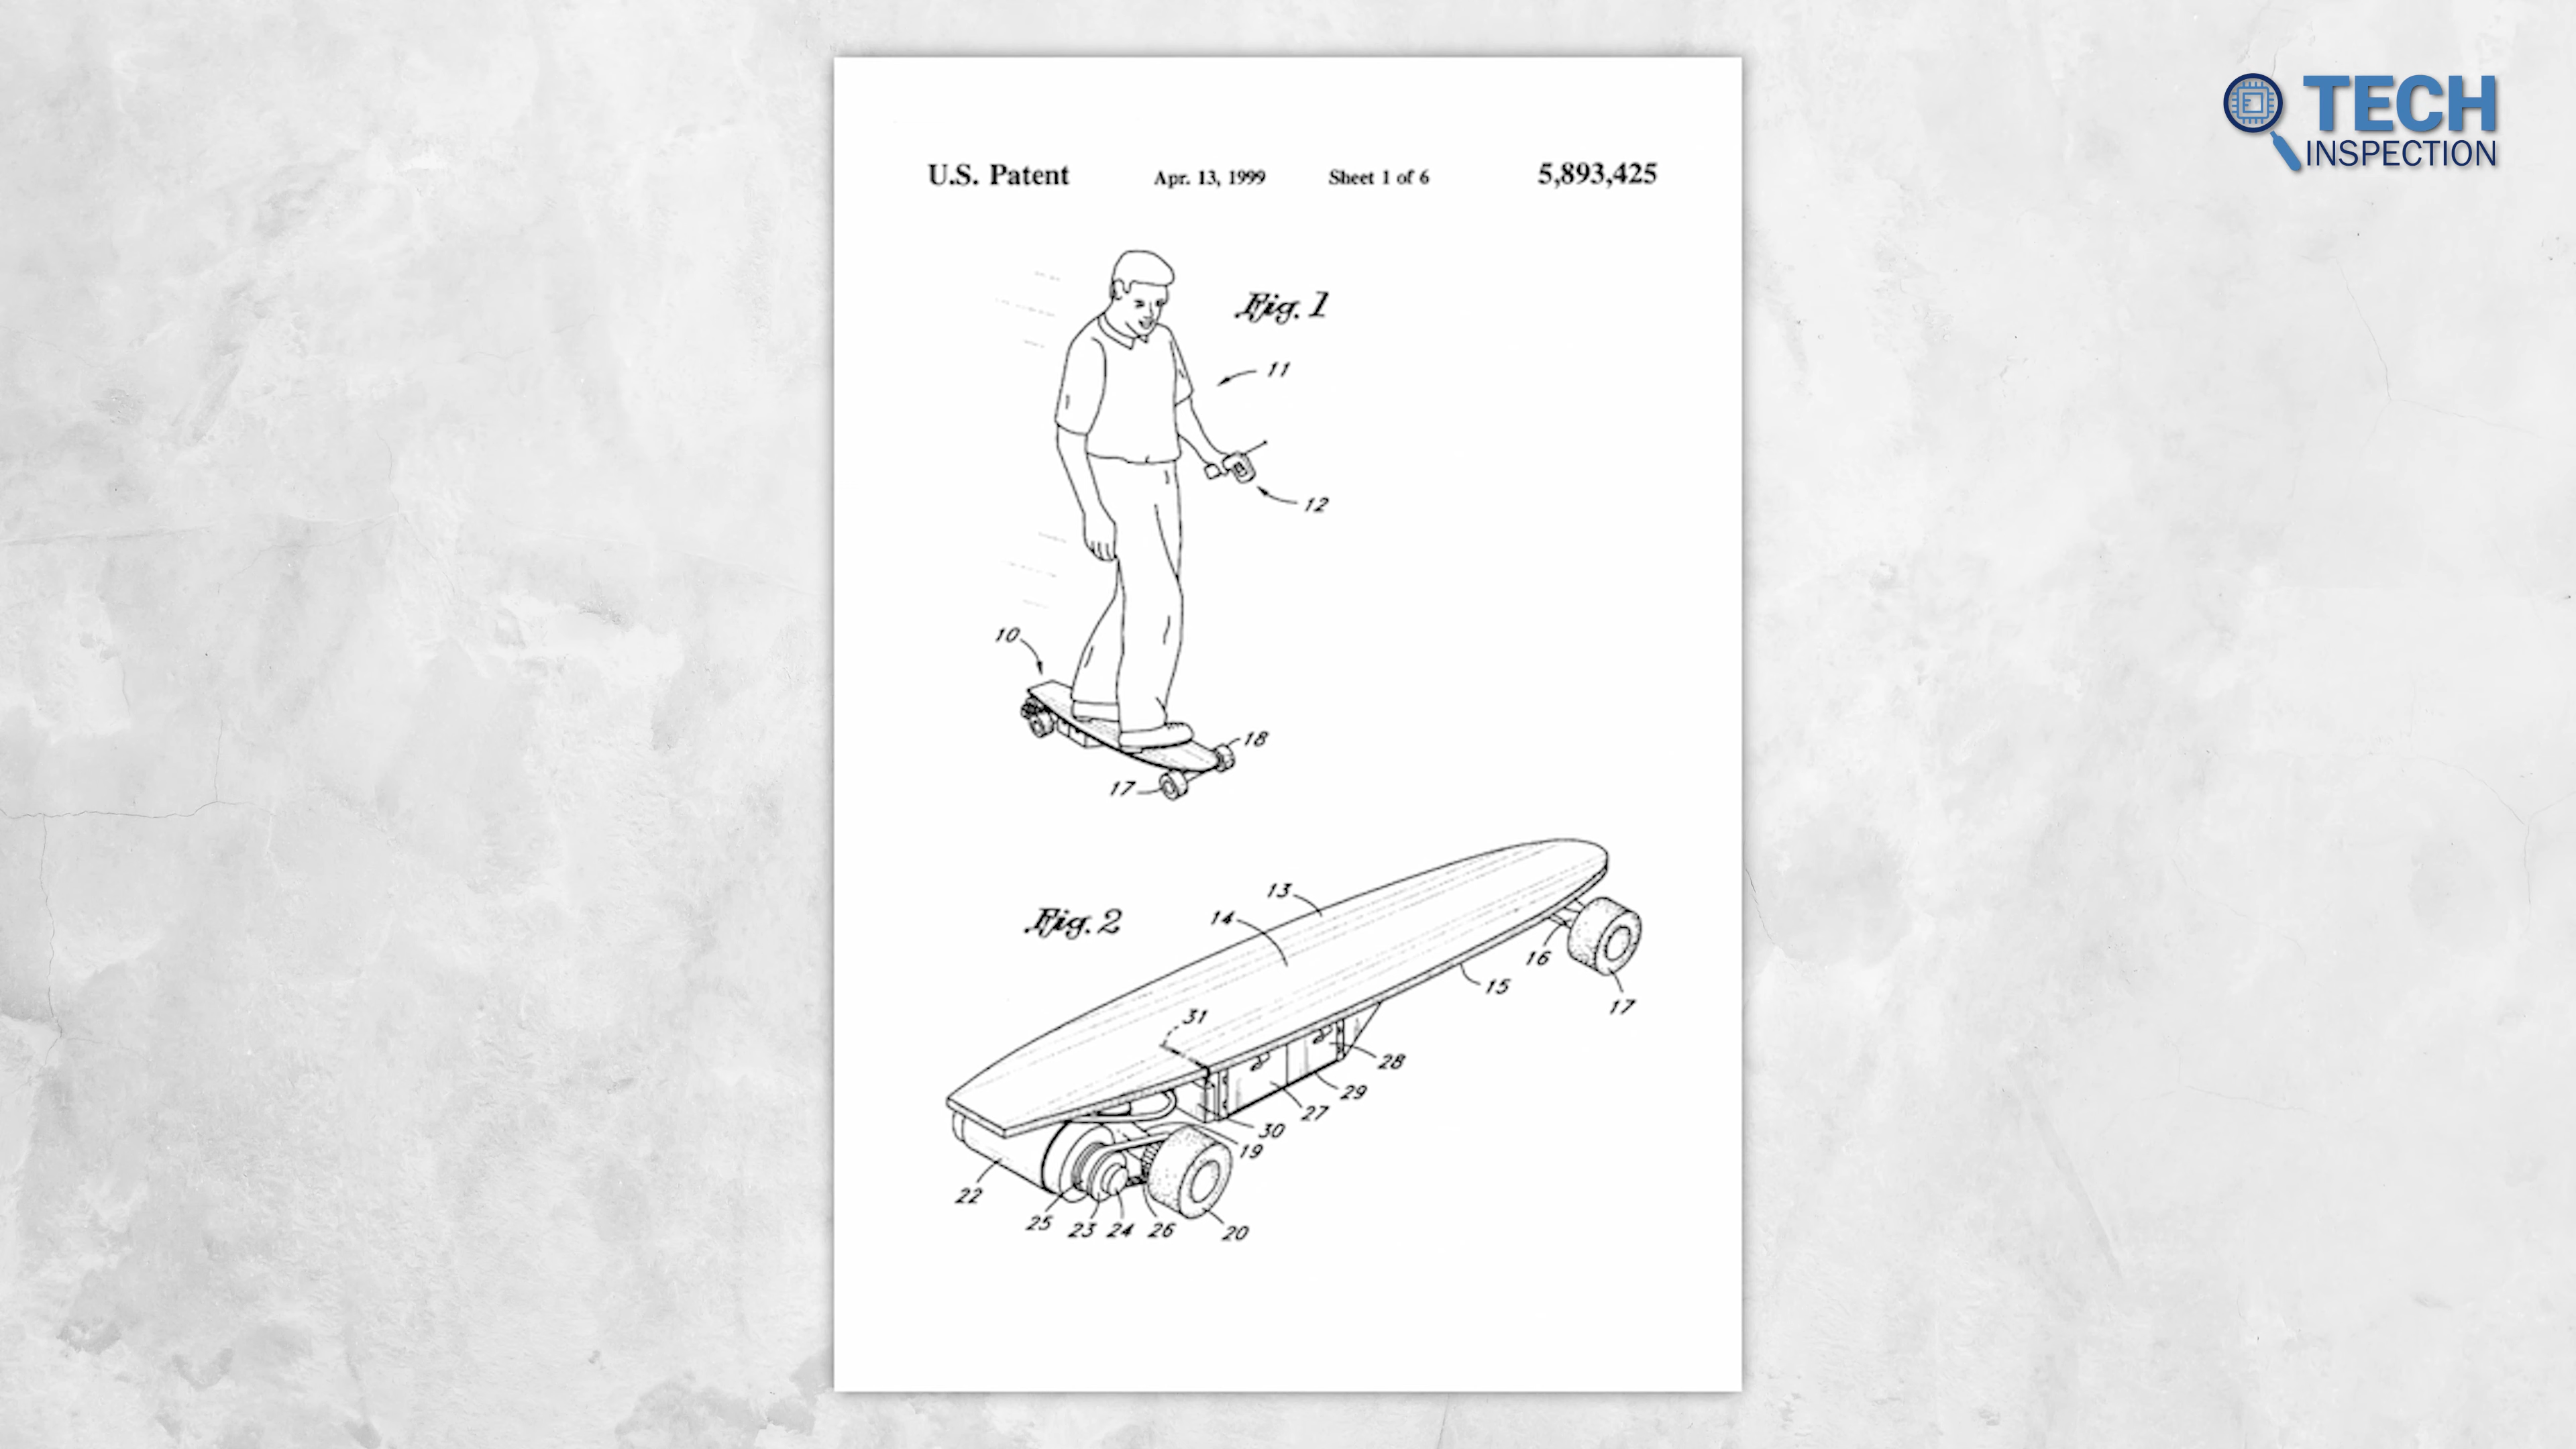 TECH
INSPECTION
U.S. Patent Apr. 13, 1999 Sheet 1 of 6 5,893,425
Fig. 1
11
12
10
18
17
Fig. 2
13
14
16
15
17
31
28
29
27
30
19
22
25 23 24 26 20